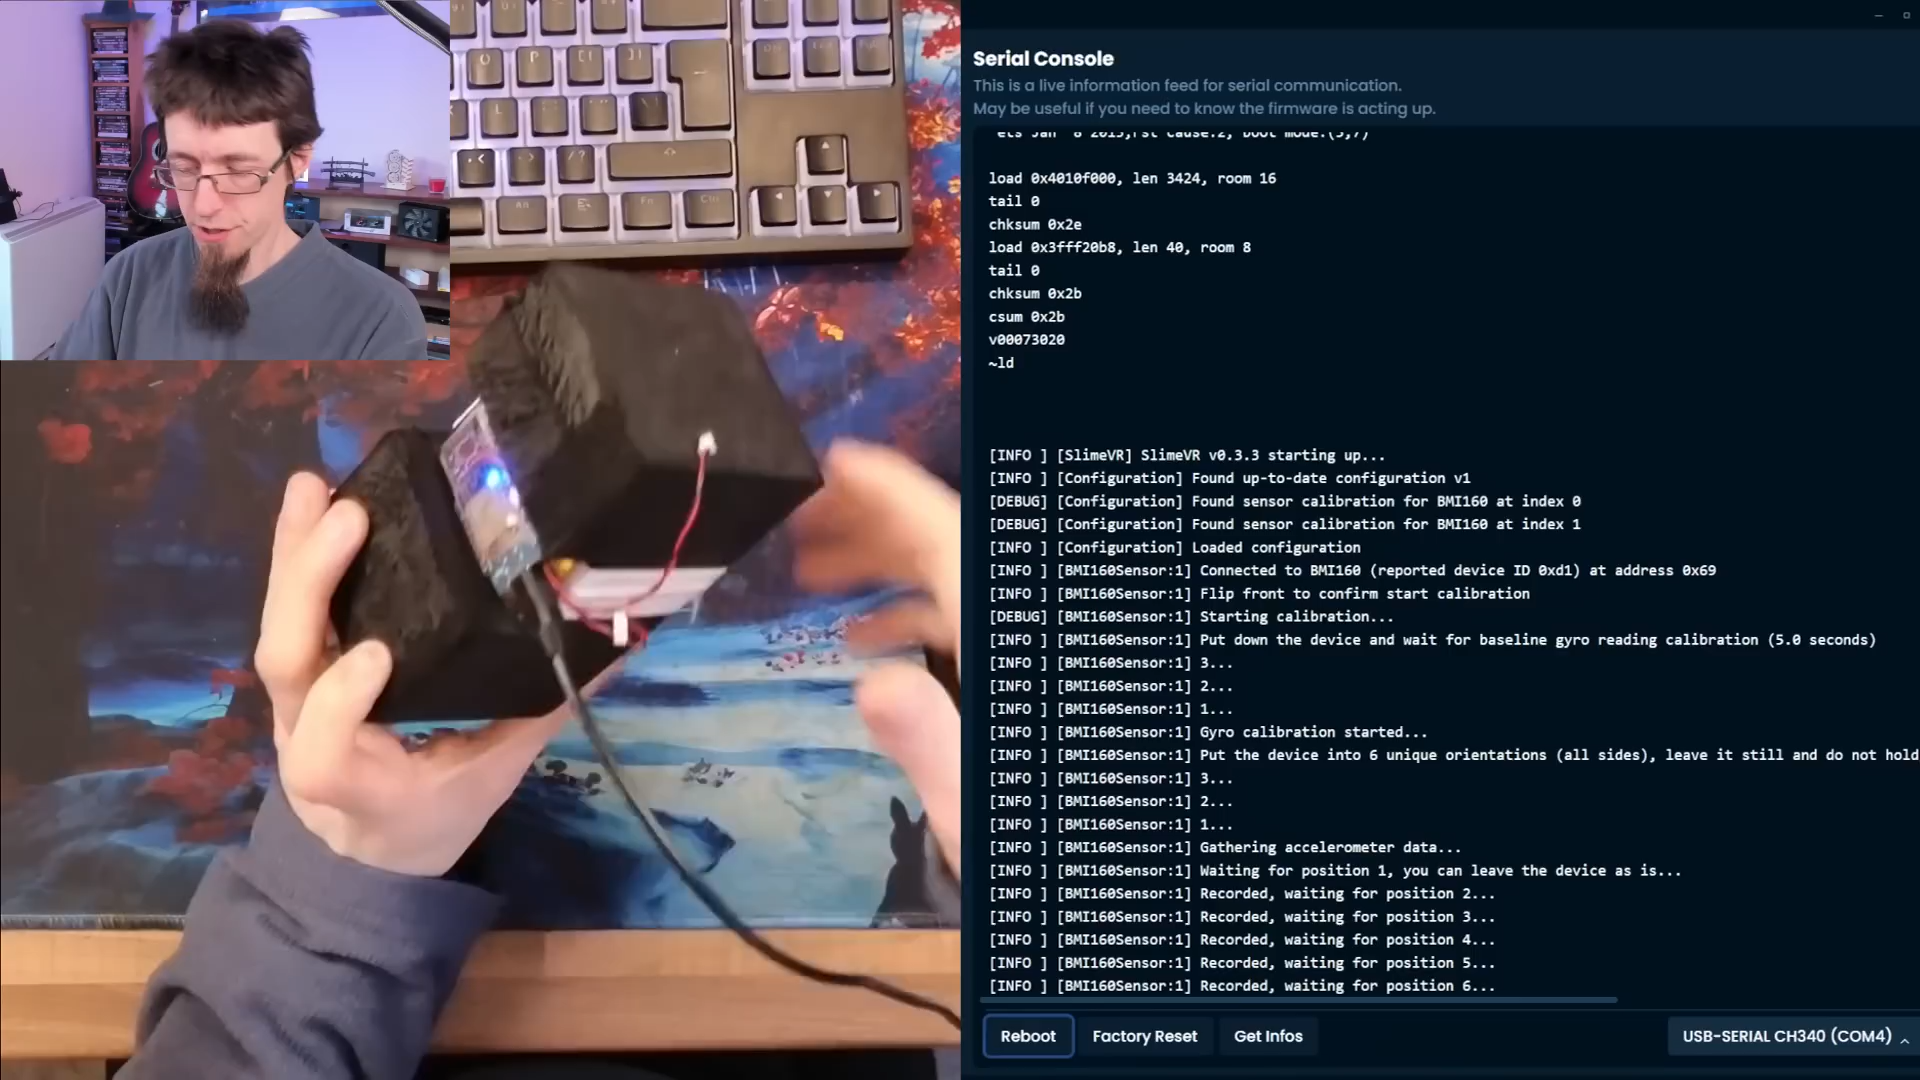 Serial Console
This is a live information feed for serial communication.
May be useful if you need to know the firmware is acting up.
ets Jan 8 2013,rst cause:2, boot mode:(3,7)
load 0x4010f000, len 3424, room 16
tail 0
chksum 0x2e
load 0x3fff20b8, len 40, room 8
tail 0
chksum 0x2b
csum 0x2b
v00073020
~ld
[INFO ] [SlimeVR] SlimeVR v0.3.3 starting up...
[INFO ] [Configuration] Found up-to-date configuration v1
[DEBUG] [Configuration] Found sensor calibration for BMI160 at index 0
[DEBUG] [Configuration] Found sensor calibration for BMI160 at index 1
[INFO ] [Configuration] Loaded configuration
[INFO ] [BMI160Sensor:1] Connected to BMI160 (reported device ID 0xd1) at address 0x69
[INFO ] [BMI160Sensor:1] Flip front to confirm start calibration
[DEBUG] [BMI160Sensor:1] Starting calibration...
[INFO ] [BMI160Sensor:1] Put down the device and wait for baseline gyro reading calibration (5.0 seconds)
[INFO ] [BMI160Sensor:1] 3...
[INFO ] [BMI160Sensor:1] 2...
[INFO ] [BMI160Sensor:1] 1...
[INFO ] [BMI160Sensor:1] Gyro calibration started...
[INFO ] [BMI160Sensor:1] Put the device into 6 unique orientations (all sides), leave it still and do not hold
[INFO ] [BMI160Sensor:1] 3...
[INFO ] [BMI160Sensor:1] 2...
[INFO ] [BMI160Sensor:1] 1...
[INFO ] [BMI160Sensor:1] Gathering accelerometer data...
[INFO ] [BMI160Sensor:1] Waiting for position 1, you can leave the device as is...
[INFO ] [BMI160Sensor:1] Recorded, waiting for position 2...
[INFO ] [BMI160Sensor:1] Recorded, waiting for position 3...
[INFO ] [BMI160Sensor:1] Recorded, waiting for position 4...
[INFO ] [BMI160Sensor:1] Recorded, waiting for position 5...
[INFO ] [BMI160Sensor:1] Recorded, waiting for position 6...
Reboot
Factory Reset
Get Infos
USB-SERIAL CH340 (COM4)